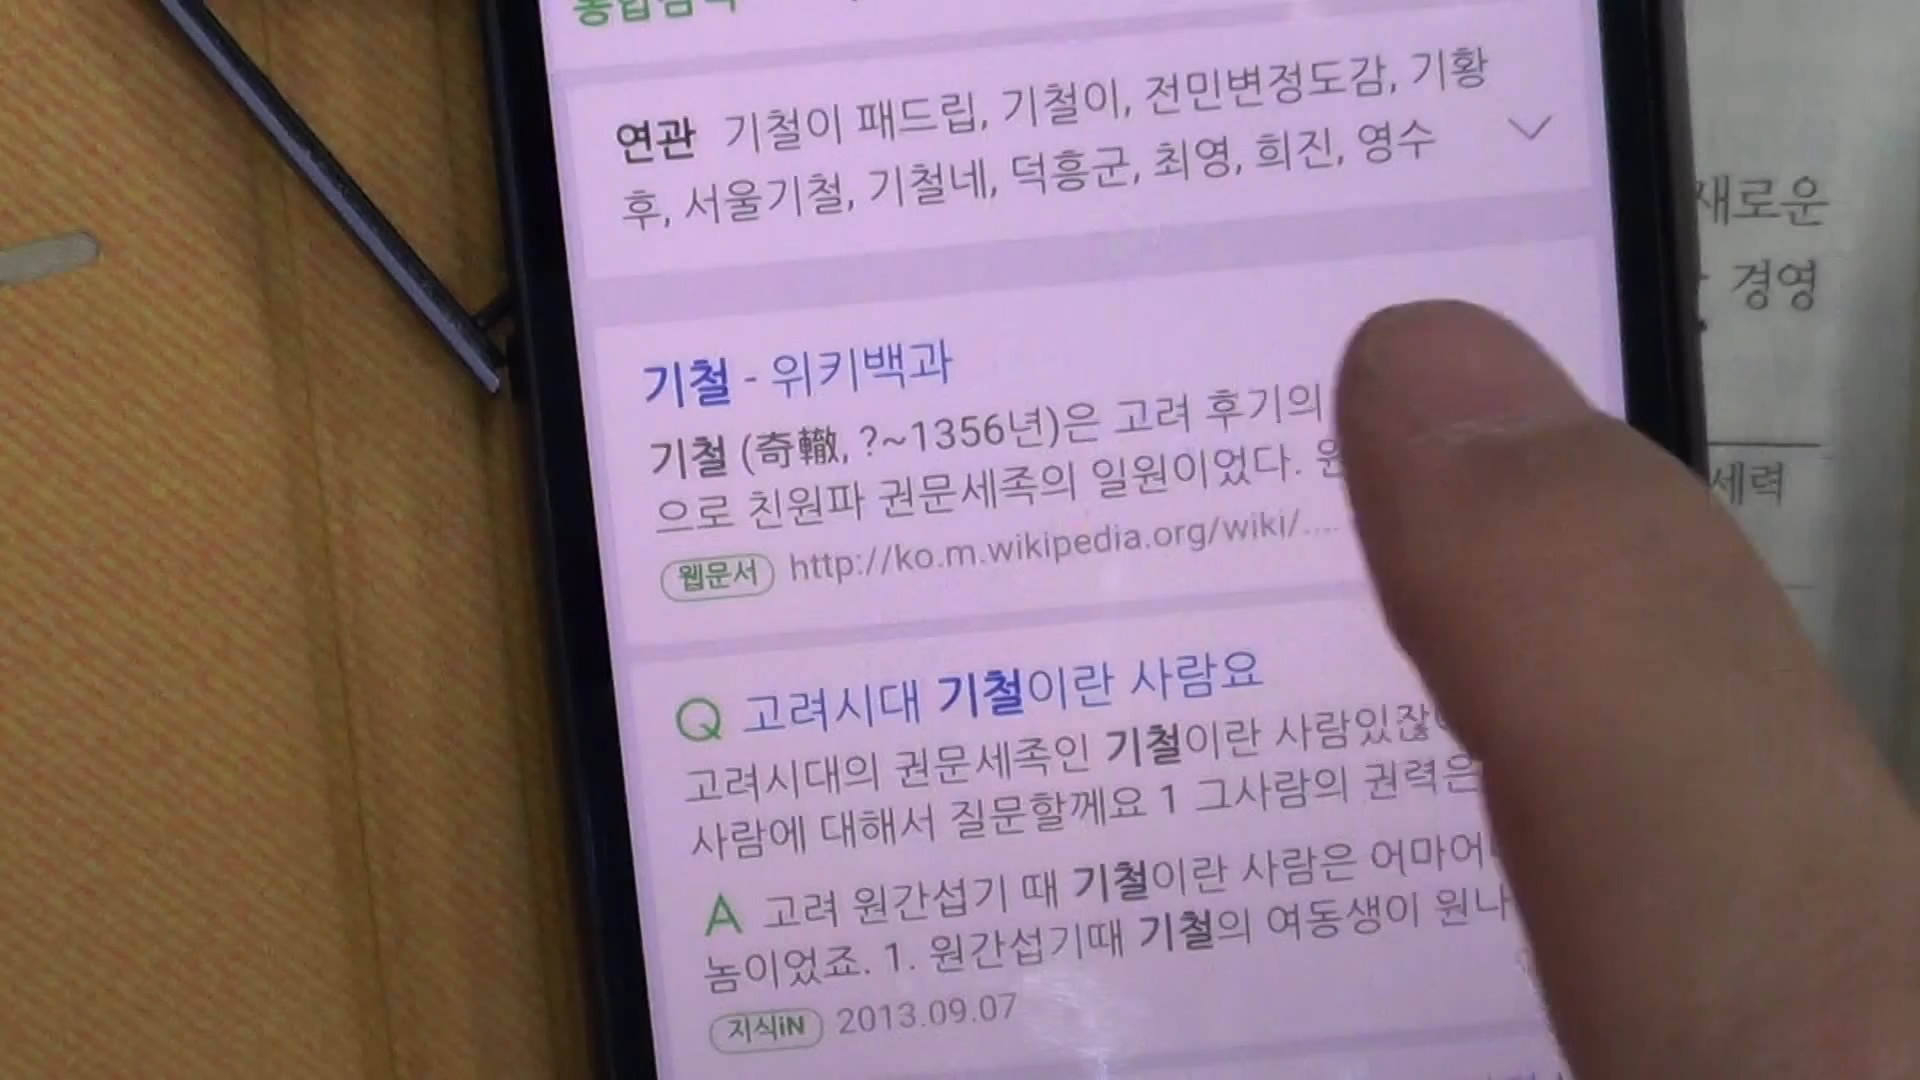 통합검색
연관 기철이 패드립, 기철이, 전민변정도감, 기황
후, 서울기철, 기철네, 덕흥군, 최영, 희진, 영수
기철 - 위키백과
기철 (奇轍, ?~1356년)은 고려 후기의
으로 친원파 권문세족의 일원이었다. 원
웹문서 http://ko.m.wikipedia.org/wiki/....
Q 고려시대 기철이란 사람요
고려시대의 권문세족인 기철이란 사람있잖
사람에 대해서 질문할께요 1 그사람의 권력은
A 고려 원간섭기 때 기철이란 사람은 어마어
놈이었죠. 1. 원간섭기때 기철의 여동생이 원나
지식iN 2013.09.07
새로운
경영
세력